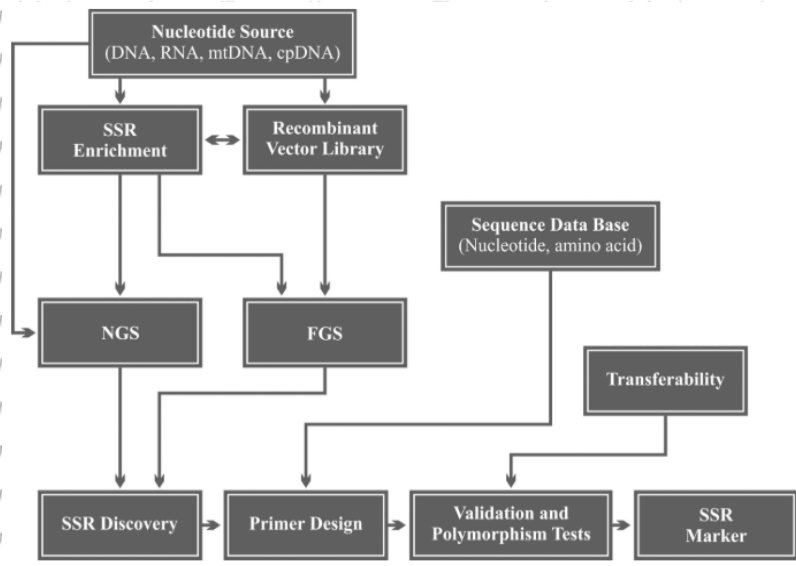 Nucleotide Source
(DNA, RNA, mtDNA, cpDNA)
SSR
Enrichment
Recombinant
Vector Library
Sequence Data Base
(Nucleotide, amino acid)
NGS
FGS
Transferability
SSR Discovery
Primer Design
Validation and
Polymorphism Tests
SSR
Marker